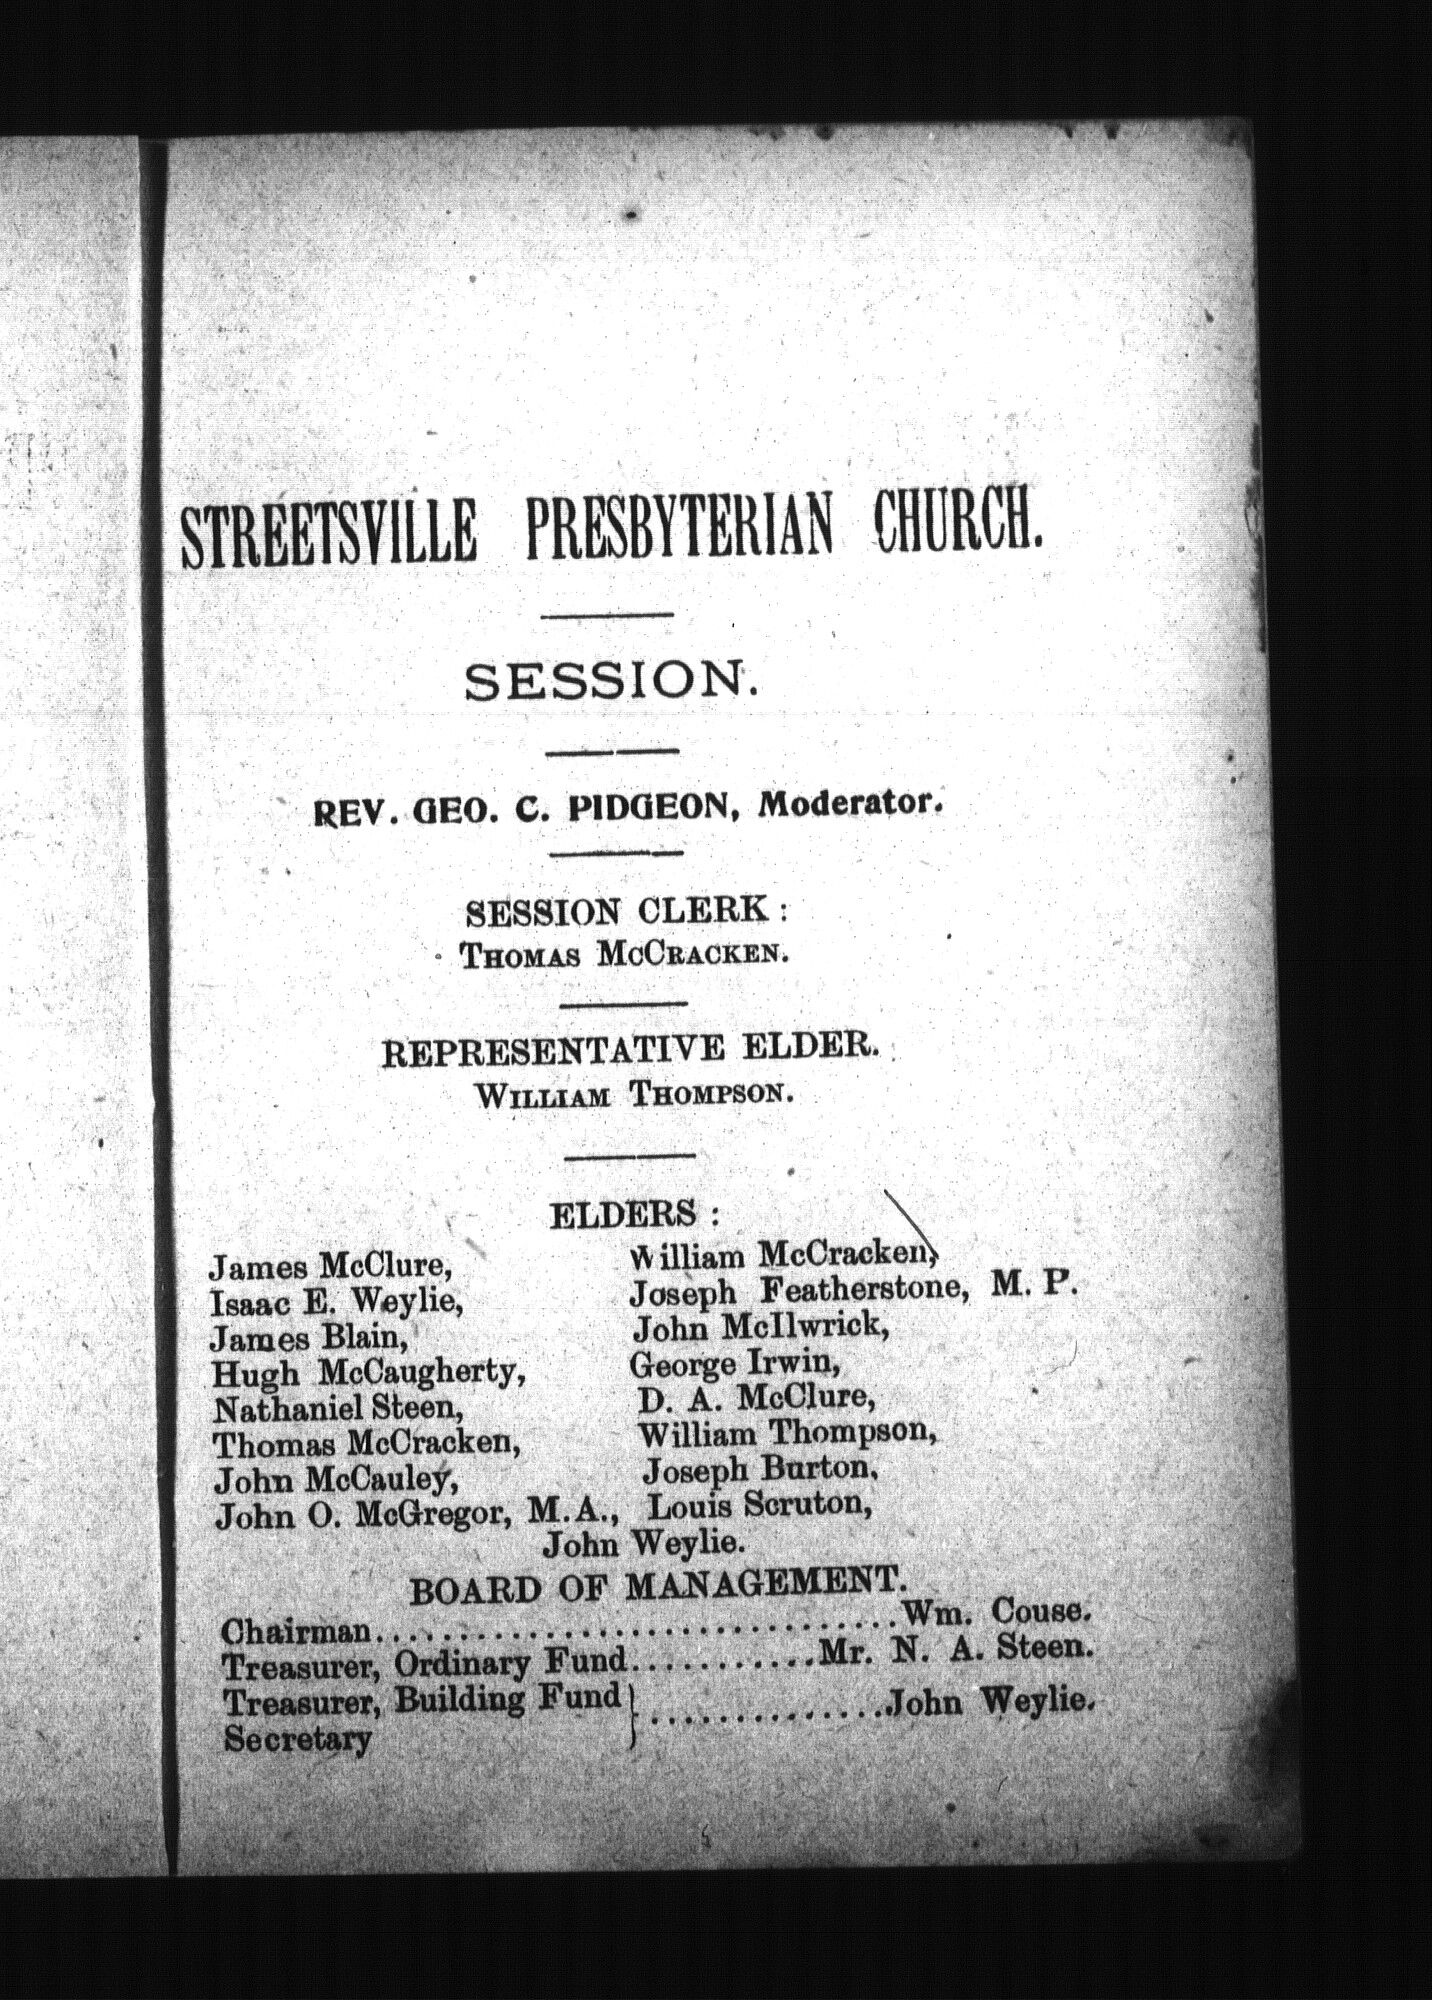 STREETSVILLE PRESBYTERIAN CHURCH.
SESSION.
REV. GEO. C. PIDGEON, Moderator.
SESSION CLERK :
THOMAS MCCRACKEN.
REPRESENTATIVE ELDER.
WILLIAM THOMPSON.
ELDERS :
James McClure, William McCracken,
Isaac E. Weylie, Joseph Featherstone, M. P.
James Blain, John McIlwrick,
Hugh McCaugherty, George Irwin,
Nathaniel Steen, D. A. McClure,
Thomas McCracken, William Thompson,
John McCauley, Joseph Burton,
John O. McGregor, M.A., Louis Scruton,
John Weylie.
BOARD OF MANAGEMENT.
Chairman................................Wm. Couse.
Treasurer, Ordinary Fund...........Mr. N. A. Steen.
Treasurer, Building Fund } ..............John Weylie.
Secretary